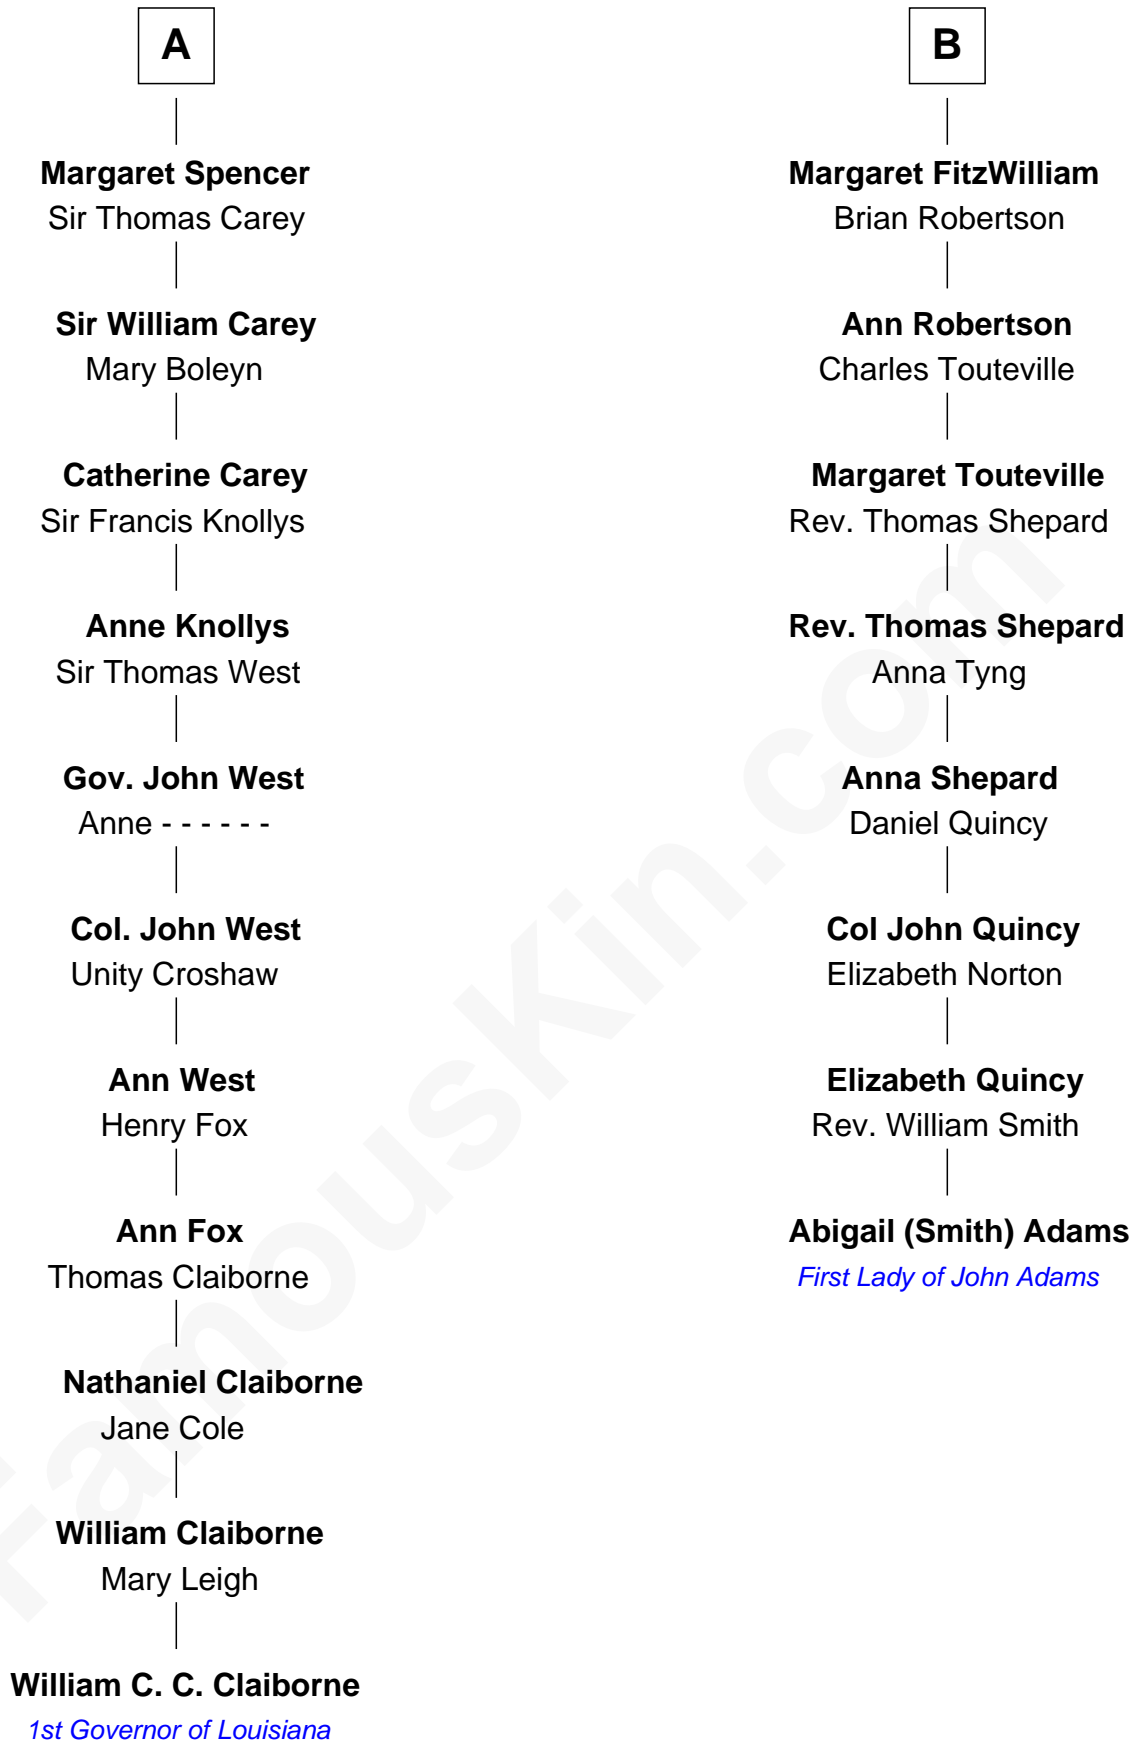 A
Margaret Spencer
Sir Thomas Carey
Sir William Carey
Mary Boleyn
Catherine Carey
Sir Francis Knollys
Anne Knollys
Sir Thomas West
Gov. John West
Anne - - - - - -
Col. John West
Unity Croshaw
Ann West
Henry Fox
Ann Fox
Thomas Claiborne
Nathaniel Claiborne
Jane Cole
William Claiborne
Mary Leigh
William C. C. Claiborne
1st Governor of Louisiana
B
Margaret FitzWilliam
Brian Robertson
Ann Robertson
Charles Touteville
Margaret Touteville
Rev. Thomas Shepard
Rev. Thomas Shepard
Anna Tyng
Anna Shepard
Daniel Quincy
Col John Quincy
Elizabeth Norton
Elizabeth Quincy
Rev. William Smith
Abigail (Smith) Adams
First Lady of John Adams
FamousKin.com